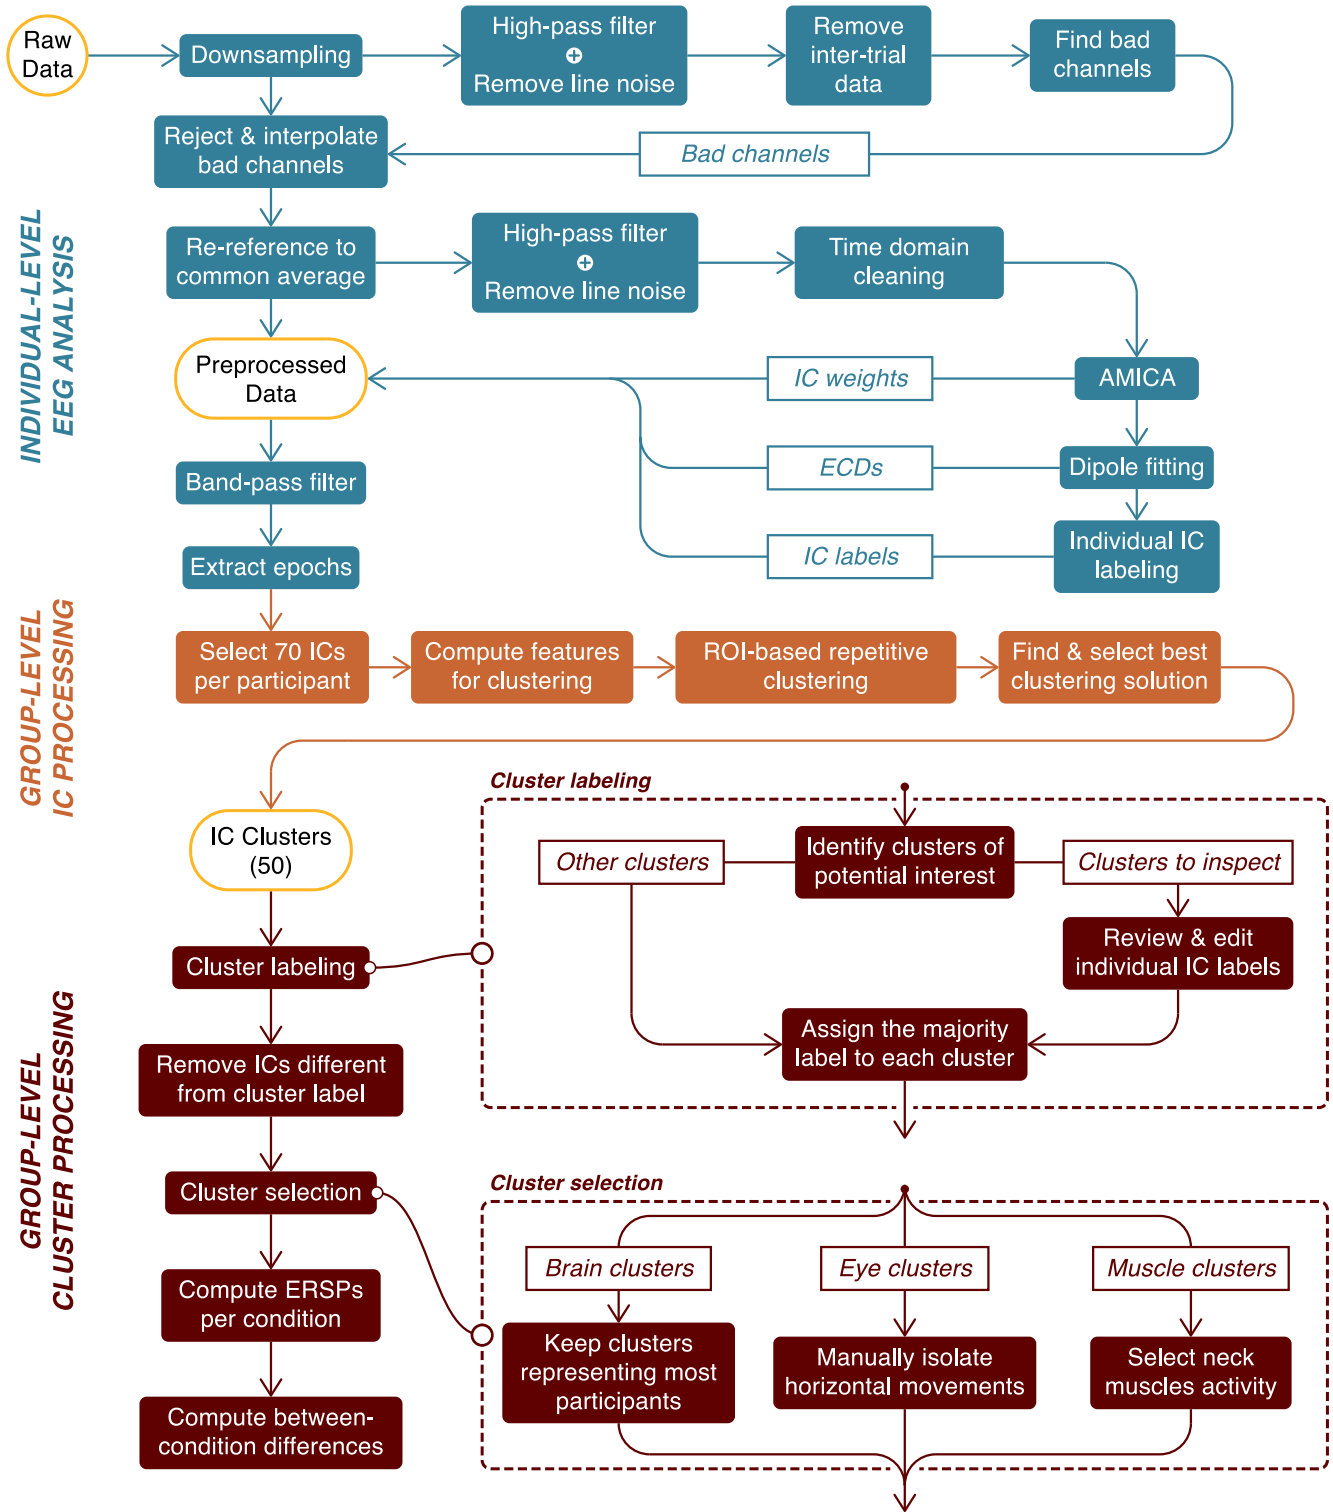 Raw
Data
Downsampling
High-pass filter
+
Remove line noise
Remove
inter-trial
data
Find bad
channels
Reject & interpolate
bad channels
Bad channels
INDIVIDUAL-LEVEL
EEG ANALYSIS
Re-reference to
common average
High-pass filter
+
Remove line noise
Time domain
cleaning
Preprocessed
Data
IC weights
AMICA
Band-pass filter
ECDs
Dipole fitting
Extract epochs
IC labels
Individual IC
labeling
GROUP-LEVEL
IC PROCESSING
Select 70 ICs
per participant
Compute features
for clustering
ROI-based repetitive
clustering
Find & select best
clustering solution
GROUP-LEVEL
CLUSTER PROCESSING
IC Clusters
(50)
Cluster labeling
Remove ICs different
from cluster label
Cluster selection
Compute ERSPs
per condition
Compute between-
condition differences
Cluster labeling
Identify clusters of
potential interest
Other clusters
Clusters to inspect
Review & edit
individual IC labels
Assign the majority
label to each cluster
Cluster selection
Brain clusters
Eye clusters
Muscle clusters
Keep clusters
representing most
participants
Manually isolate
horizontal movements
Select neck
muscles activity